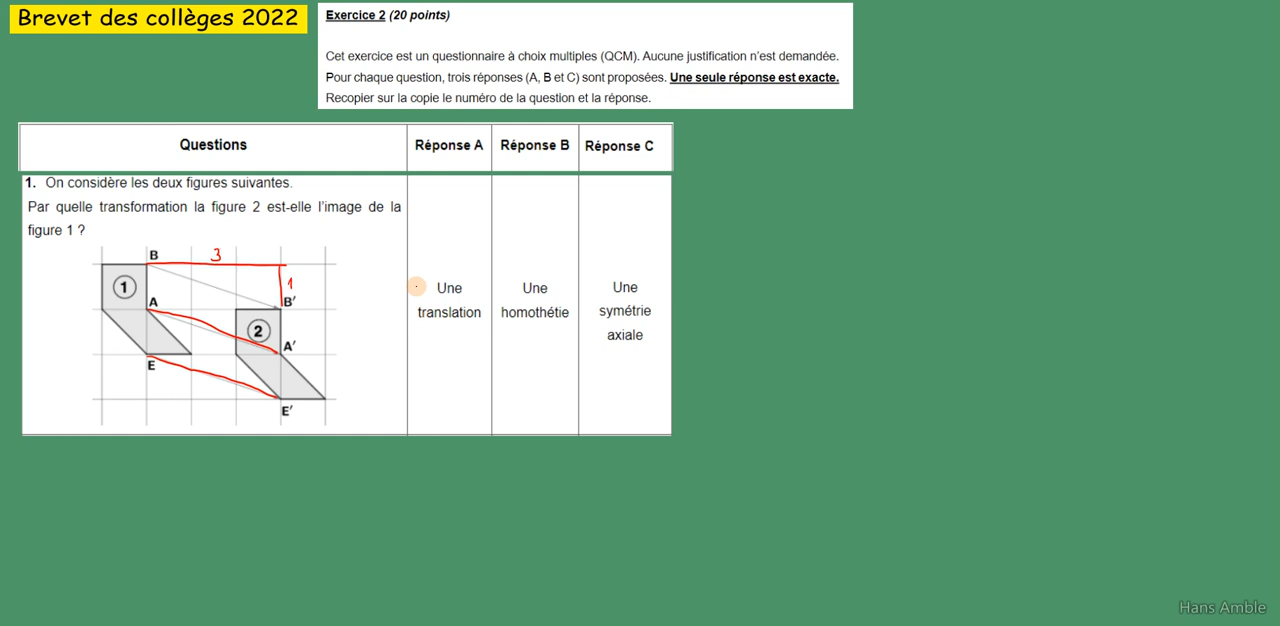 Brevet des collèges 2022
Exercice 2 (20 points)
Cet exercice est un questionnaire à choix multiples (QCM). Aucune justification n'est demandée.
Pour chaque question, trois réponses (A, B et C) sont proposées. Une seule réponse est exacte.
Recopier sur la copie le numéro de la question et la réponse.
Questions
Réponse A
Réponse B
Réponse C
1. On considère les deux figures suivantes.
Par quelle transformation la figure 2 est-elle l'image de la
figure 1 ?
B
3
1
1
A
B'
2
A'
E
E'
Une
translation
Une
homothétie
Une
symétrie
axiale
Hans Amble